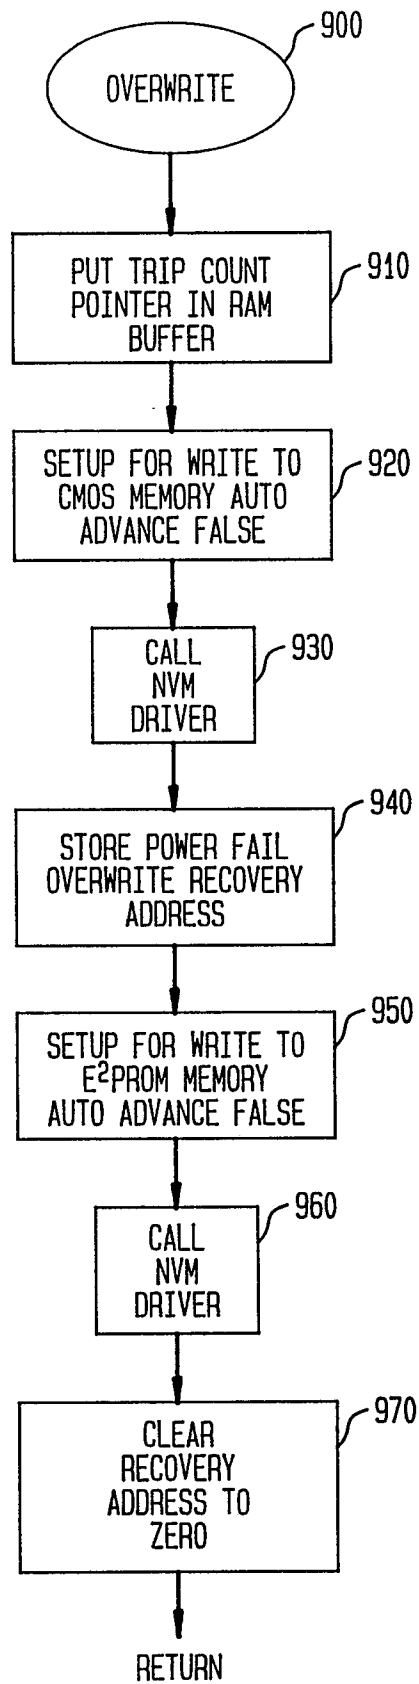 900
OVERWRITE
910
PUT TRIP COUNT
POINTER IN RAM
BUFFER
920
SETUP FOR WRITE TO
CMOS MEMORY AUTO
ADVANCE FALSE
930
CALL
NVM
DRIVER
940
STORE POWER FAIL
OVERWRITE RECOVERY
ADDRESS
950
SETUP FOR WRITE TO
E²PROM MEMORY
AUTO ADVANCE FALSE
960
CALL
NVM
DRIVER
970
CLEAR
RECOVERY
ADDRESS TO
ZERO
RETURN